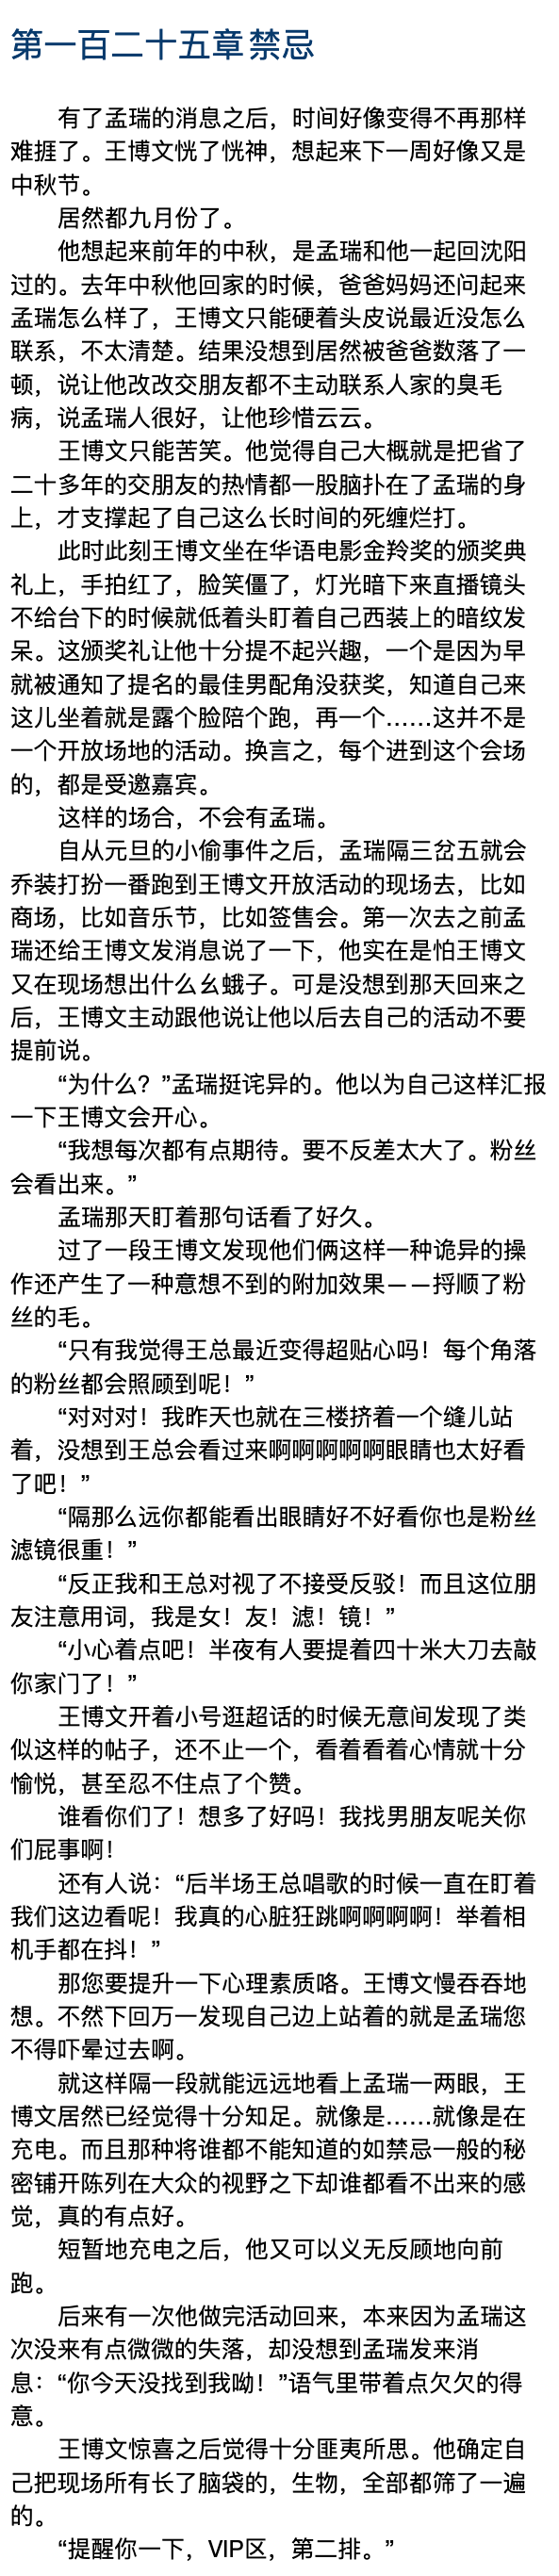 第一百二十五章 禁忌
有了孟瑞的消息之后，时间好像变得不再那样
难捱了。王博文恍了恍神，想起来下一周好像又是
中秋节。
居然都九月份了。
他想起来前年的中秋，是孟瑞和他一起回沈阳
过的。去年中秋他回家的时候，爸爸妈妈还问起来
孟瑞怎么样了，王博文只能硬着头皮说最近没怎么
联系，不太清楚。结果没想到居然被爸爸数落了一
顿，说让他改改交朋友都不主动联系人家的臭毛
病，说孟瑞人很好，让他珍惜云云。
王博文只能苦笑。他觉得自己大概就是把省了
二十多年的交朋友的热情都一股脑扑在了孟瑞的身
上，才支撑起了自己这么长时间的死缠烂打。
此时此刻王博文坐在华语电影金羚奖的颁奖典
礼上，手拍红了，脸笑僵了，灯光暗下来直播镜头
不给台下的时候就低着头盯着自己西装上的暗纹发
呆。这颁奖礼让他十分提不起兴趣，一个是因为早
就被通知了提名的最佳男配角没获奖，知道自己来
这儿坐着就是露个脸陪个跑，再一个……这并不是
一个开放场地的活动。换言之，每个进到这个会场
的，都是受邀嘉宾。
这样的场合，不会有孟瑞。
自从元旦的小偷事件之后，孟瑞隔三岔五就会
乔装打扮一番跑到王博文开放活动的现场去，比如
商场，比如音乐节，比如签售会。第一次去之前孟
瑞还给王博文发消息说了一下，他实在是怕王博文
又在现场想出什么幺蛾子。可是没想到那天回来之
后，王博文主动跟他说让他以后去自己的活动不要
提前说。
“为什么？”孟瑞挺诧异的。他以为自己这样汇报
一下王博文会开心。
“我想每次都有点期待。要不反差太大了。粉丝
会看出来。”
孟瑞那天盯着那句话看了好久。
过了一段王博文发现他们俩这样一种诡异的操
作还产生了一种意想不到的附加效果——捋顺了粉
丝的毛。
“只有我觉得王总最近变得超贴心吗！每个角落
的粉丝都会照顾到呢！”
“对对对！我昨天也就在三楼挤着一个缝儿站
着，没想到王总会看过来啊啊啊啊啊眼睛也太好看
了吧！”
“隔那么远你都能看出眼睛好不好看你也是粉丝
滤镜很重！”
“反正我和王总对视了不接受反驳！而且这位朋
友注意用词，我是女！友！滤！镜！”
“小心着点吧！半夜有人要提着四十米大刀去敲
你家门了！”
王博文开着小号逛超话的时候无意间发现了类
似这样的帖子，还不止一个，看着看着心情就十分
愉悦，甚至忍不住点了个赞。
谁看你们了！想多了好吗！我找男朋友呢关你
们屁事啊！
还有人说：“后半场王总唱歌的时候一直在盯着
我们这边看呢！我真的心脏狂跳啊啊啊啊！举着相
机手都在抖！”
那您要提升一下心理素质咯。王博文慢吞吞地
想。不然下回万一发现自己边上站着的就是孟瑞您
不得吓晕过去啊。
就这样隔一段就能远远地看上孟瑞一两眼，王
博文居然已经觉得十分知足。就像是……就像是在
充电。而且那种将谁都不能知道的如禁忌一般的秘
密铺开陈列在大众的视野之下却谁都看不出来的感
觉，真的有点好。
短暂地充电之后，他又可以义无反顾地向前
跑。
后来有一次他做完活动回来，本来因为孟瑞这
次没来有点微微的失落，却没想到孟瑞发来消
息：“你今天没找到我呦！”语气里带着点欠欠的得
意。
王博文惊喜之后觉得十分匪夷所思。他确定自
己把现场所有长了脑袋的，生物，全部都筛了一遍
的。
“提醒你一下，VIP区，第二排。”